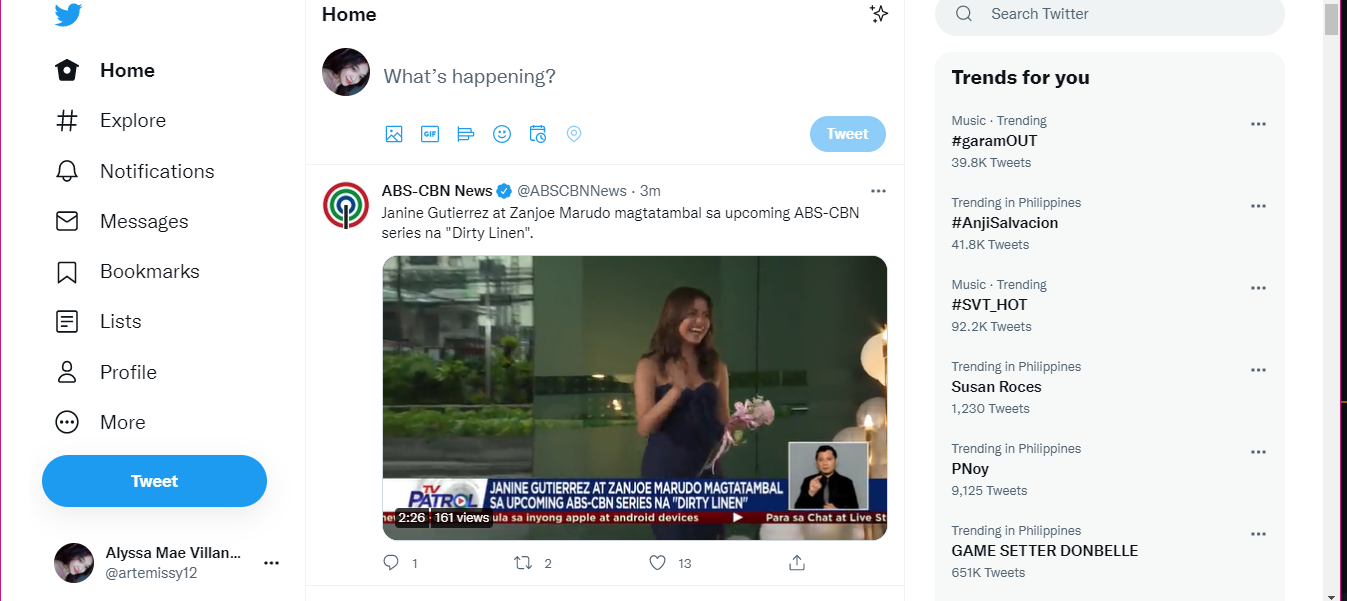 Home
Explore
Notifications
Messages
Bookmarks
Lists
Profile
More
Tweet
Alyssa Mae Villan...
@artemissy12
Home
What's happening?
GIF
Tweet
ABS-CBN News @ABSCBNNews · 3m
Janine Gutierrez at Zanjoe Marudo magtatambal sa upcoming ABS-CBN
series na "Dirty Linen".
TV
PATROL
JANINE GUTIERREZ AT ZANJOE MARUDO MAGTATAMBAL
SA UPCOMING ABS-CBN SERIES NA "DIRTY LINEN"
2:26 · 161 views
sa inyong apple at android devices Para sa Chat at Live St
1 2 13
Search Twitter
Trends for you
Music · Trending
#garamOUT
39.8K Tweets
Trending in Philippines
#AnjiSalvacion
41.8K Tweets
Music · Trending
#SVT_HOT
92.2K Tweets
Trending in Philippines
Susan Roces
1,230 Tweets
Trending in Philippines
PNoy
9,125 Tweets
Trending in Philippines
GAME SETTER DONBELLE
651K Tweets